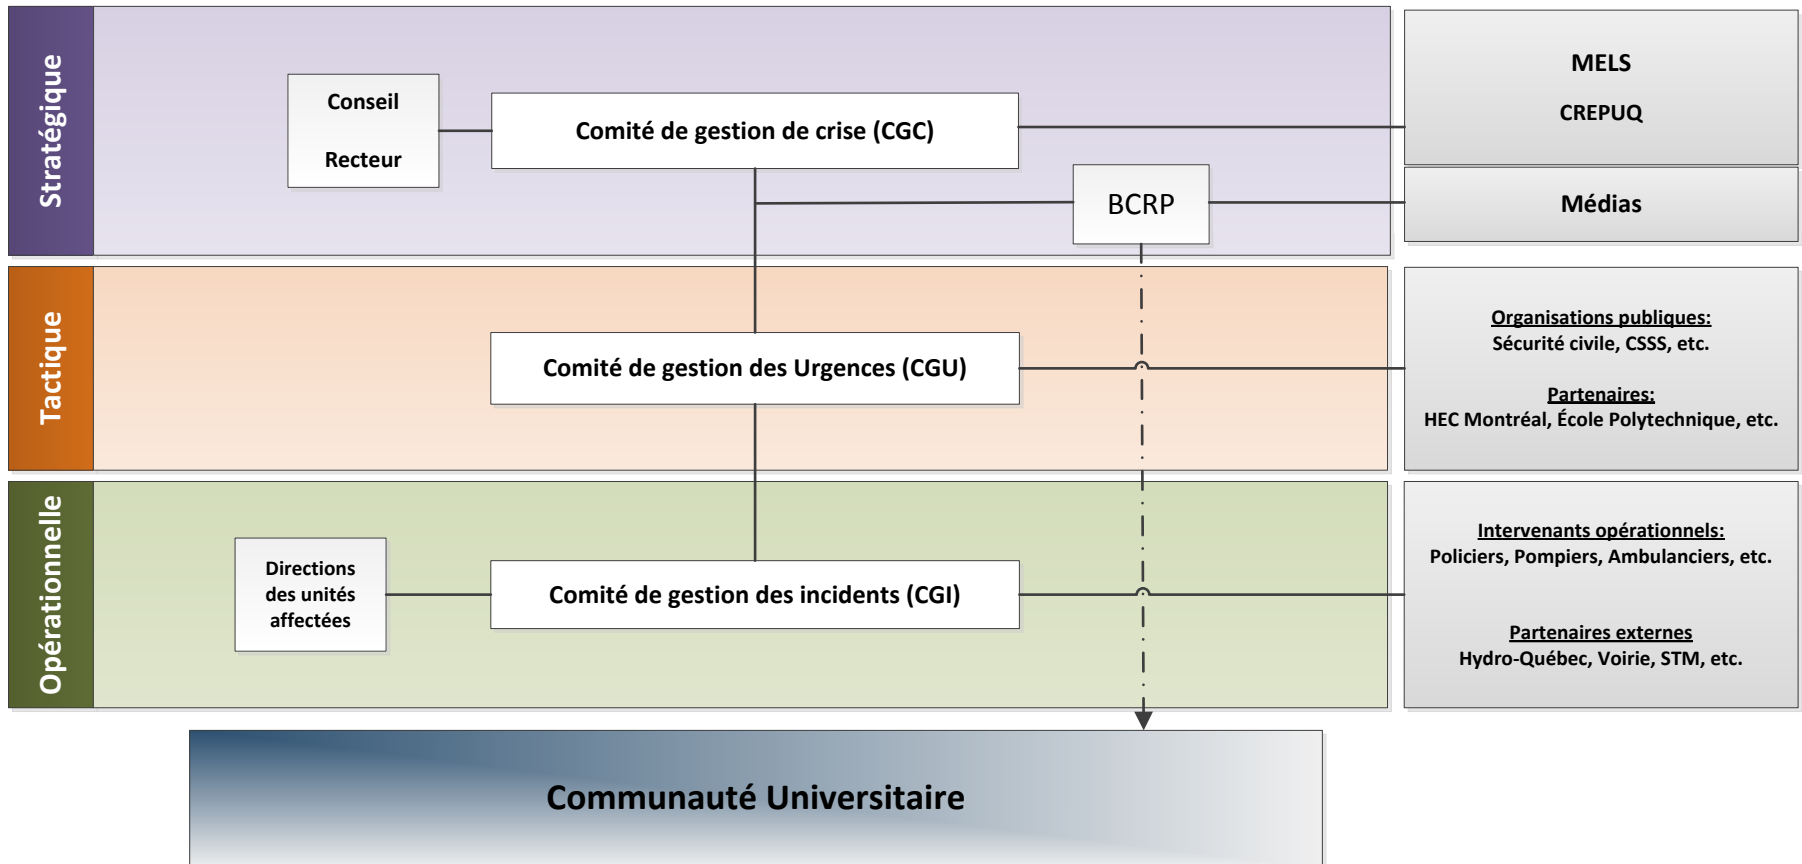 Stratégique
Conseil
Recteur
Comité de gestion de crise (CGC)
BCRP
MELS
CREPUQ
Médias
Tactique
Comité de gestion des Urgences (CGU)
Organisations publiques:
Sécurité civile, CSSS, etc.
Partenaires:
HEC Montréal, École Polytechnique, etc.
Opérationnelle
Directions
des unités
affectées
Comité de gestion des incidents (CGI)
Intervenants opérationnels:
Policiers, Pompiers, Ambulanciers, etc.
Partenaires externes
Hydro-Québec, Voirie, STM, etc.
Communauté Universitaire